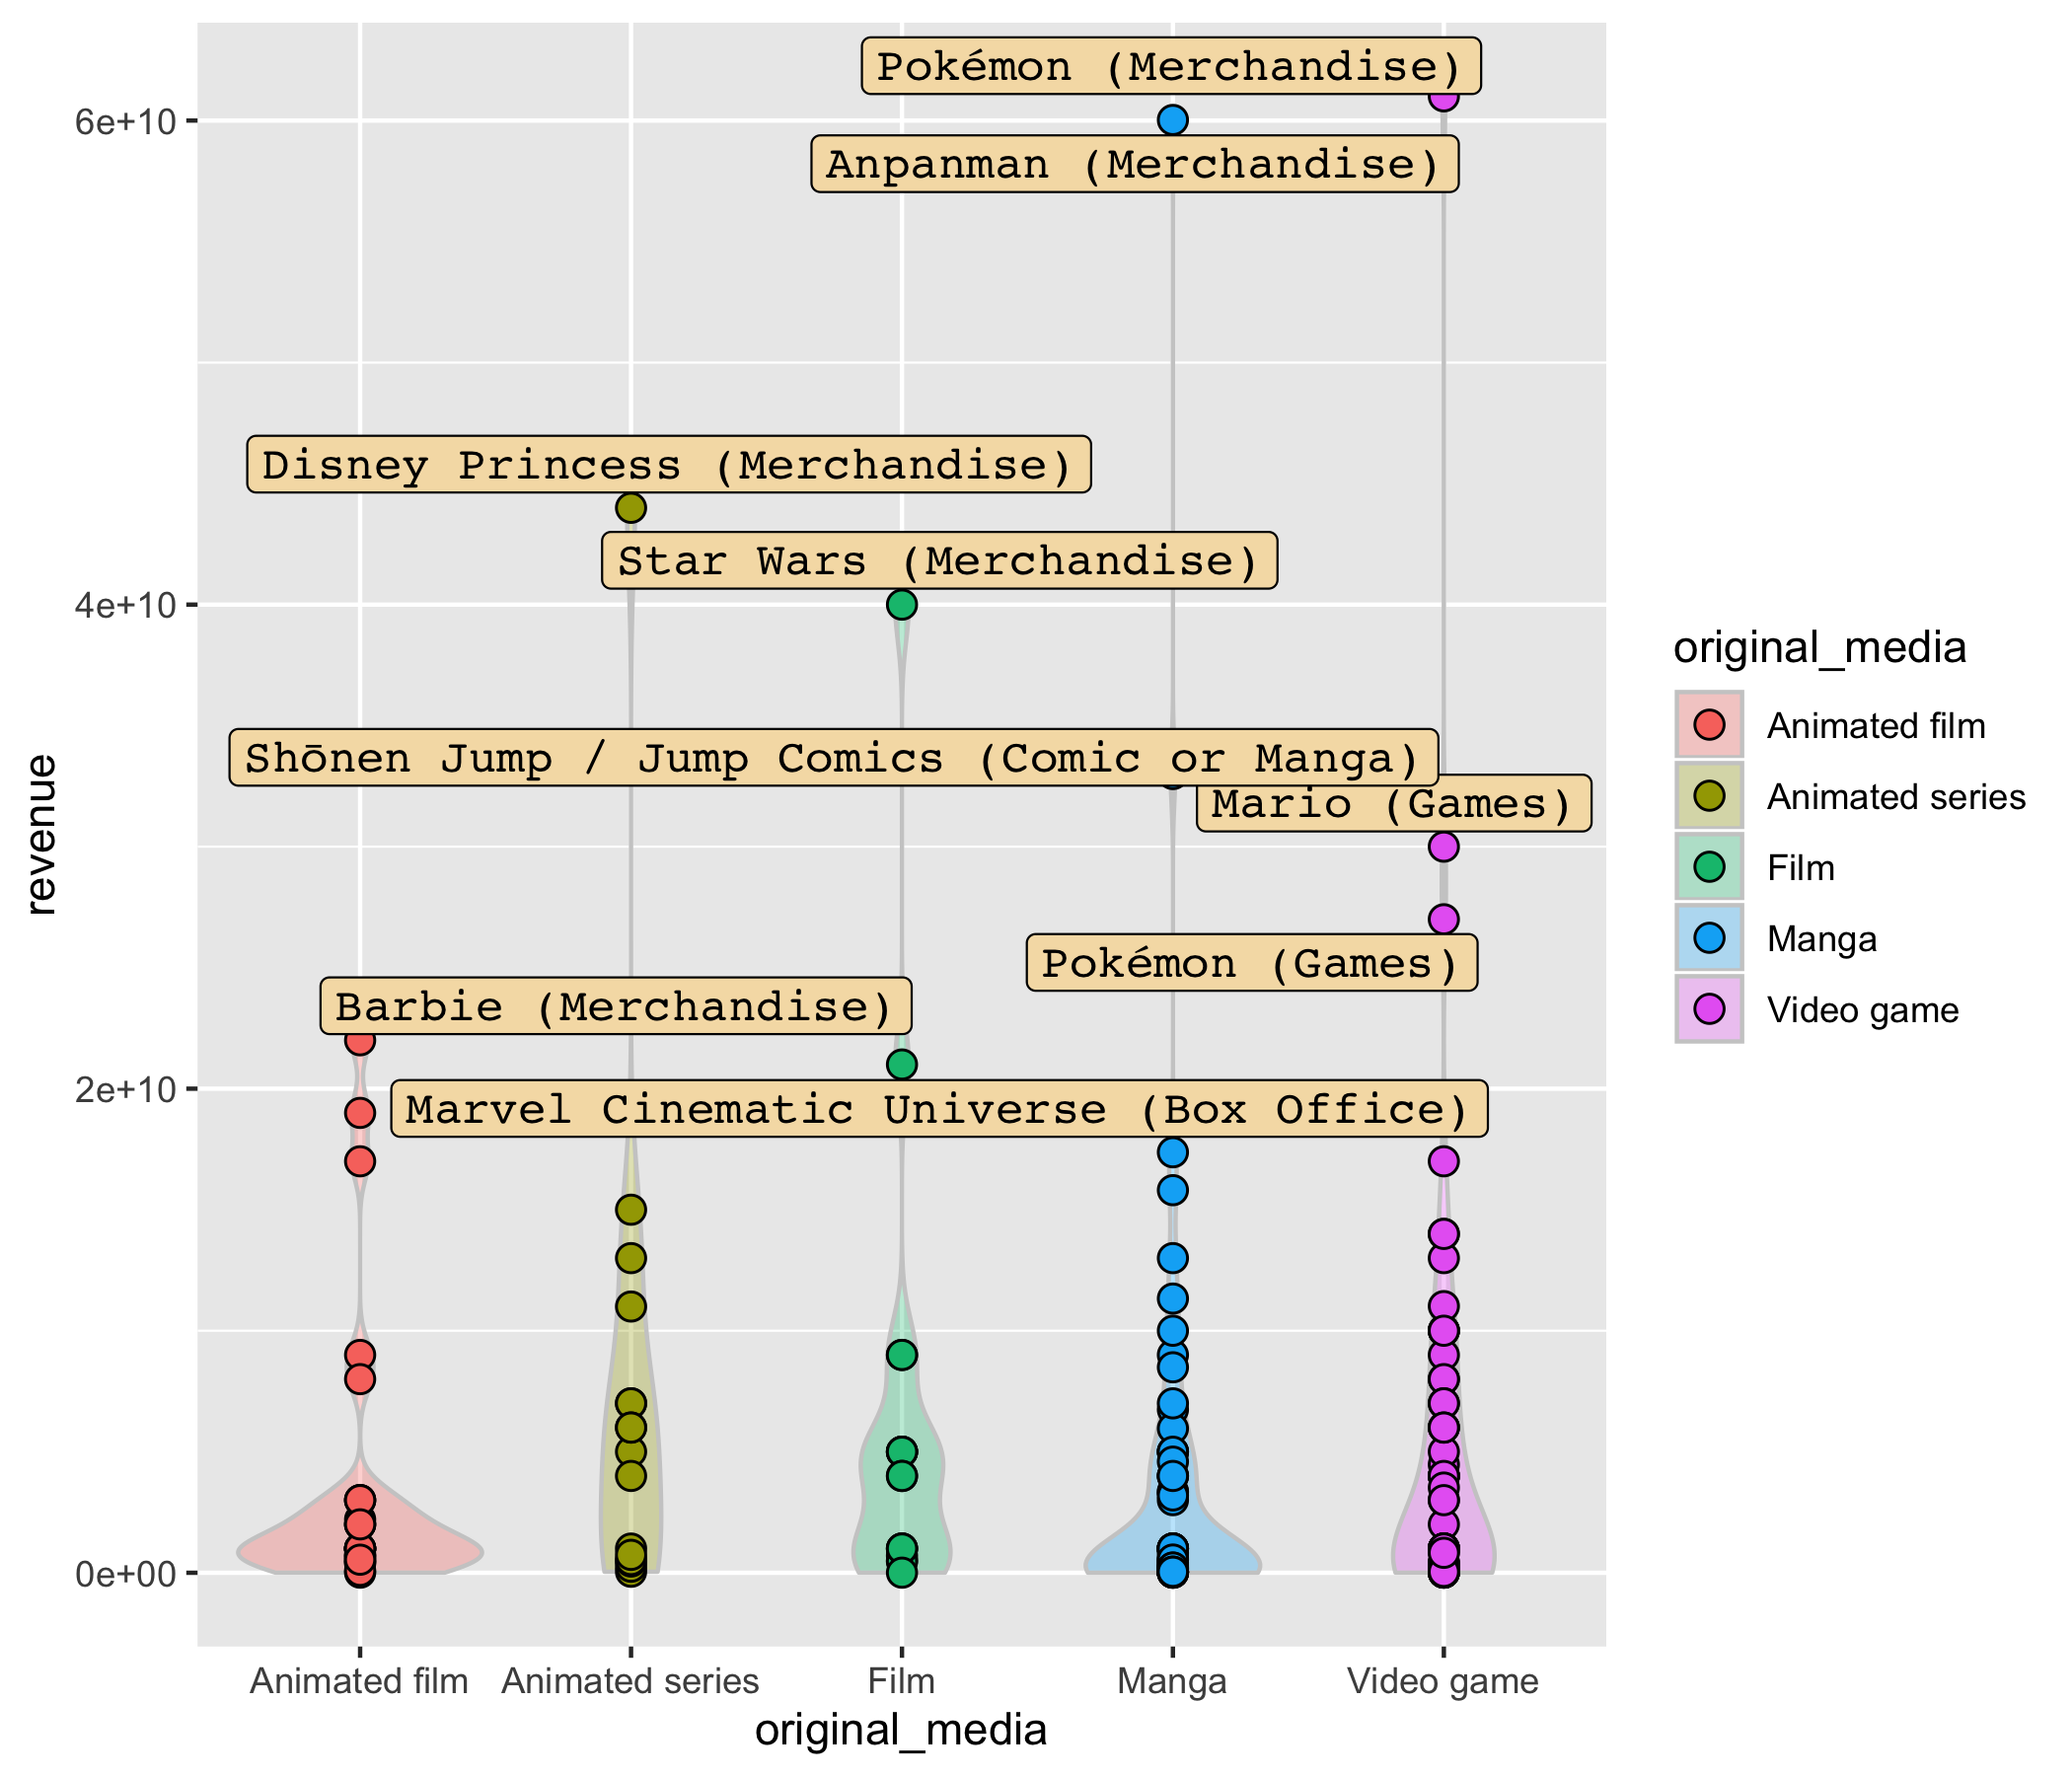 Pokémon (Merchandise)
6e+10
Anpanman (Merchandise)
Disney Princess (Merchandise)
Star Wars (Merchandise)
4e+10
Shōnen Jump / Jump Comics (Comic or Manga)
Mario (Games)
Pokémon (Games)
Barbie (Merchandise)
2e+10
Marvel Cinematic Universe (Box Office)
0e+00
revenue
Animated film
Animated series
Film
Manga
Video game
original_media
original_media
Animated film
Animated series
Film
Manga
Video game